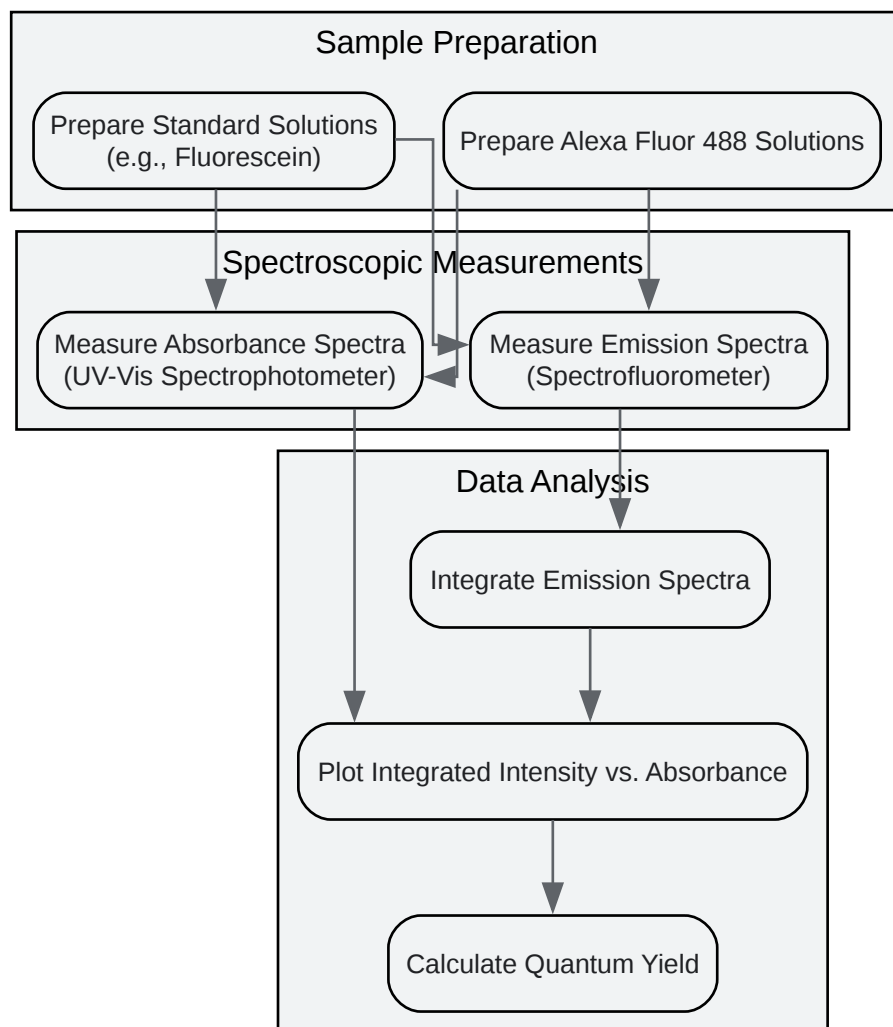 Sample Preparation
Prepare Standard Solutions
(e.g., Fluorescein)
Prepare Alexa Fluor 488 Solutions
Spectroscopic Measurements
Measure Absorbance Spectra
(UV-Vis Spectrophotometer)
Measure Emission Spectra
(Spectrofluorometer)
Data Analysis
Integrate Emission Spectra
Plot Integrated Intensity vs. Absorbance
Calculate Quantum Yield